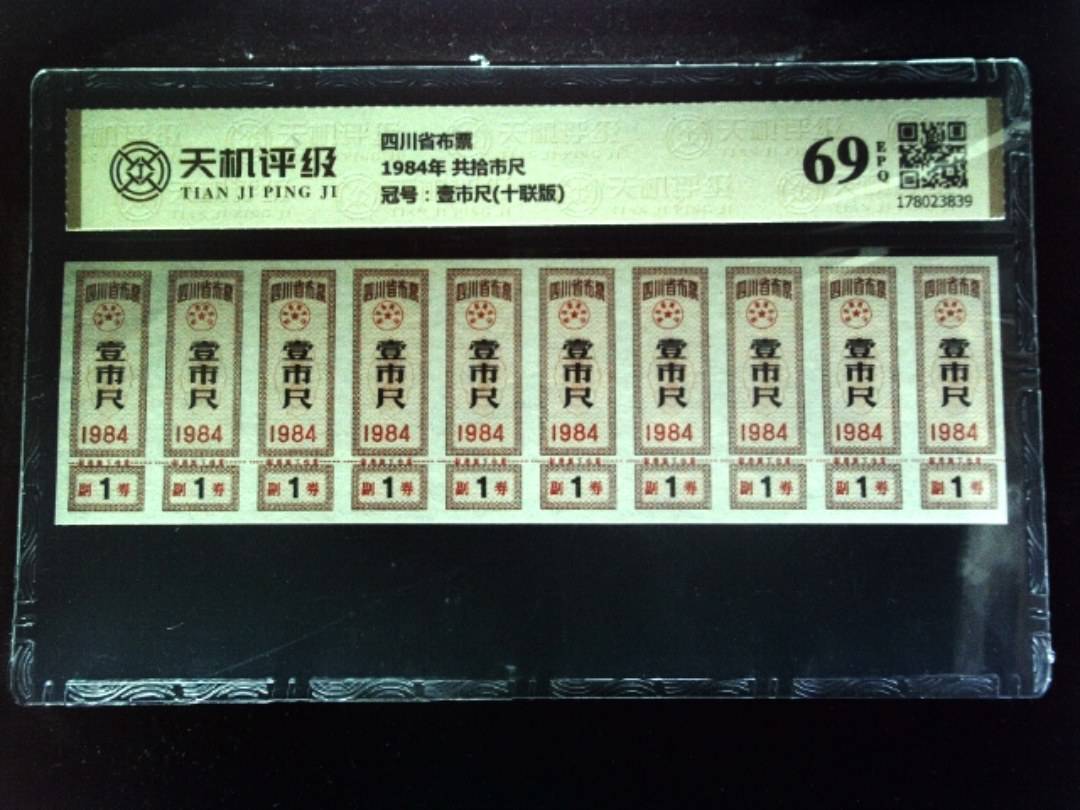 天机评级
TIAN JI PING JI
四川省布票
1984年 共拾市尺
冠号：壹市尺(十联版)
69
EPQ
178023839
四川省布票 四川省布票 四川省布票 四川省布票 四川省布票 四川省布票 四川省布票 四川省布票 四川省布票 四川省布票
壹市尺 壹市尺 壹市尺 壹市尺 壹市尺 壹市尺 壹市尺 壹市尺 壹市尺 壹市尺
1984 1984 1984 1984 1984 1984 1984 1984 1984 1984
副1券 副1券 副1券 副1券 副1券 副1券 副1券 副1券 副1券 副1券